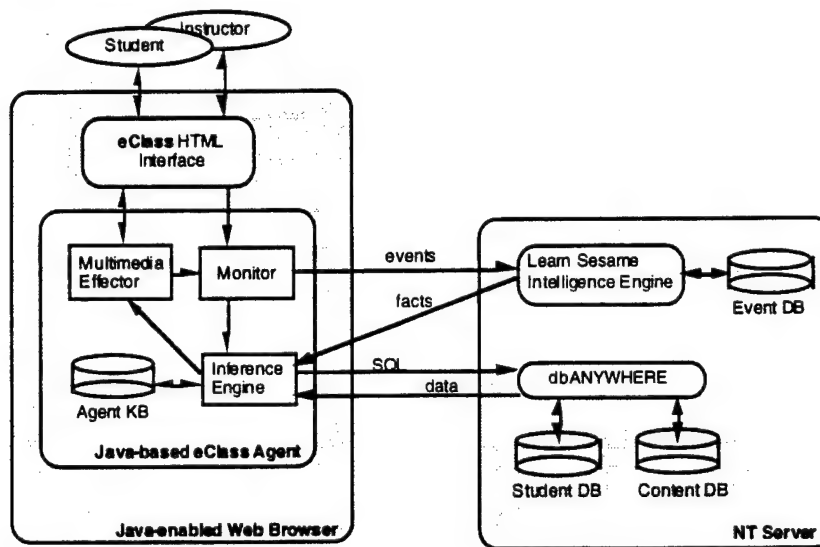 Instructor
Student
eClass HTML
Interface
Multimedia
Effector
Monitor
events
Learn Sesame
Intelligence Engine
Event DB
facts
Inference
Engine
SQL
dbANYWHERE
data
Agent KB
Java-based eClass Agent
Student DB
Content DB
Java-enabled Web Browser
NT Server